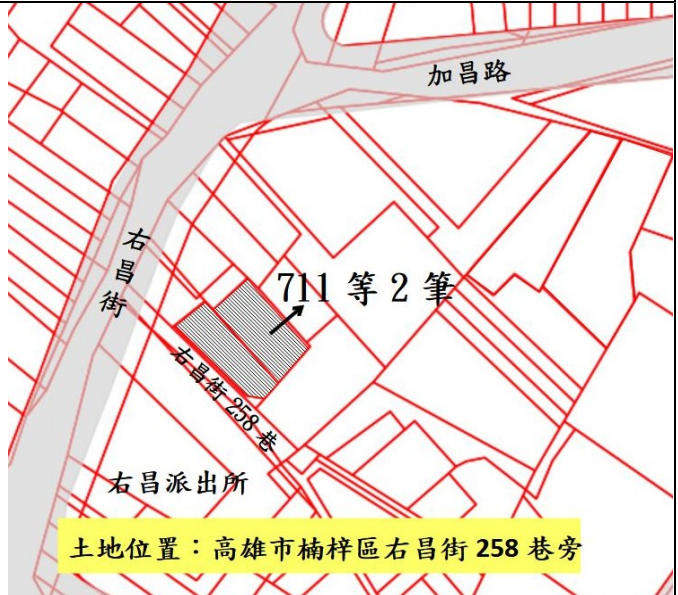 加昌路
右昌街
711 等 2 筆
右昌街 258 巷
右昌派出所
土地位置：高雄市楠梓區右昌街 258 巷旁